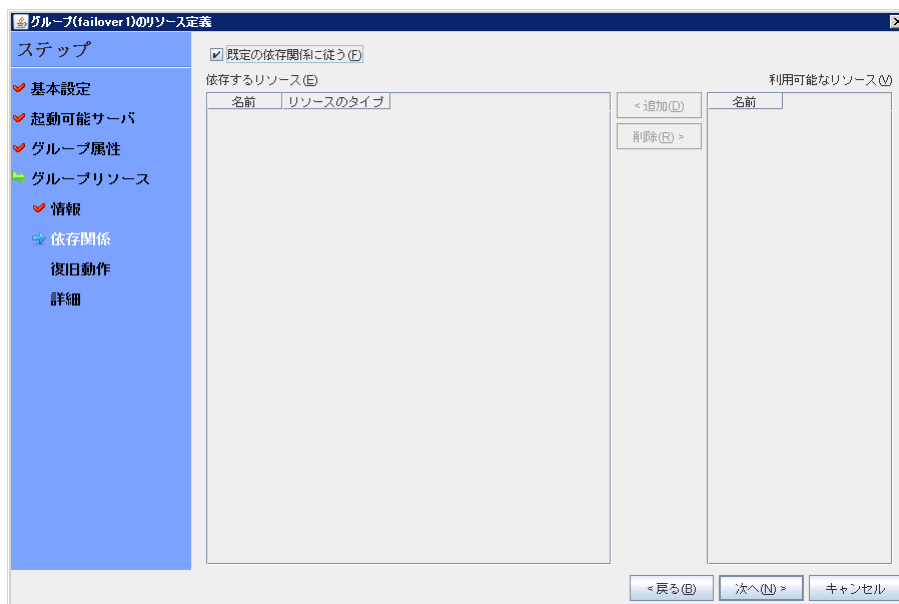 グループ(failover1)のリソース定義
ステップ
基本設定
起動可能サーバ
グループ属性
グループリソース
情報
依存関係
復旧動作
詳細
既定の依存関係に従う(F)
依存するリソース(E)
利用可能なリソース(V)
名前 リソースのタイプ
< 追加(D)
名前
削除(R) >
< 戻る(B)
次へ(N) >
キャンセル